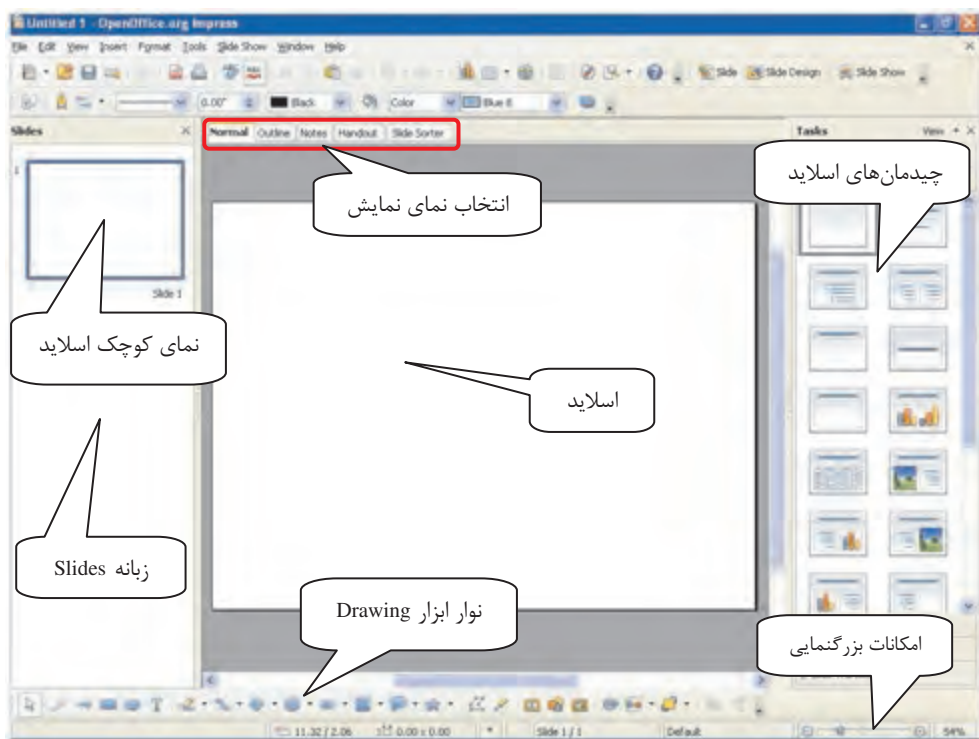 Untitled 1 - OpenOffice.org Impress
File Edit View Insert Format Tools Slide Show Window Help
Slide Slide Design Slide Show
0.00" Black Color Blue 8
Slides
Normal Outline Notes Handout Slide Sorter
Tasks View
انتخاب نمای نمایش
چیدمان‌های اسلاید
1
Slide 1
نمای کوچک اسلاید
اسلاید
زبانه Slides
نوار ابزار Drawing
امکانات بزرگنمایی
11.32 / 2.06 0.00 x 0.00 * Slide 1 / 1 Default 54%